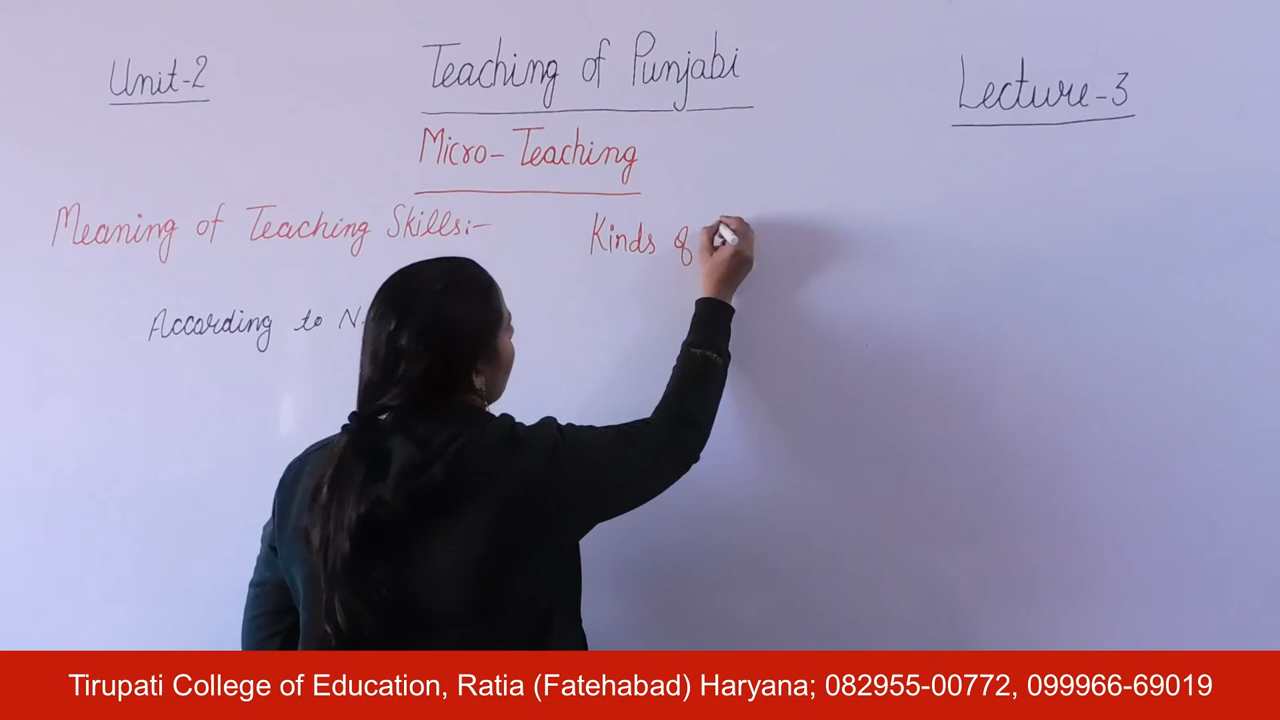 Unit-2
Teaching of Punjabi
Lecture-3
Micro-Teaching
Meaning of Teaching Skills:-
Kinds of
According to N.
Tirupati College of Education, Ratia (Fatehabad) Haryana; 082955-00772, 099966-69019